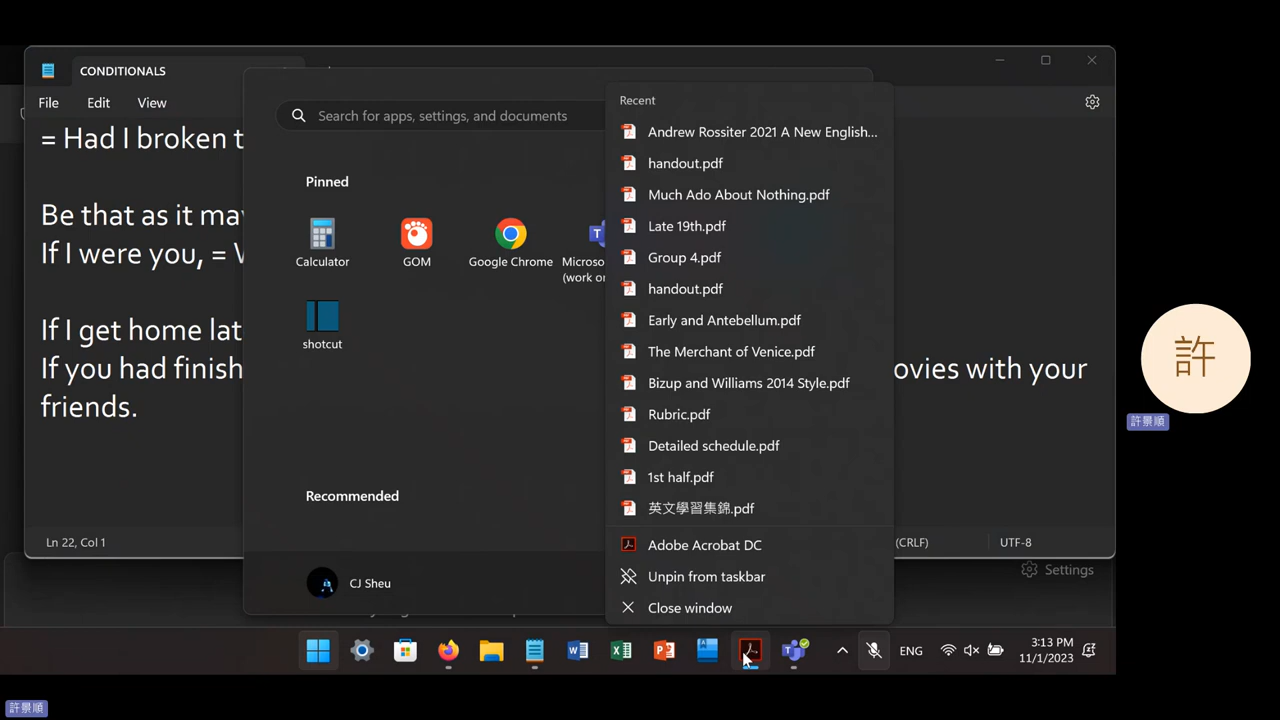 CONDITIONALS
File Edit View
= Had I broken t
Be that as it may
If I were you, =
If I get home lat
If you had finish
ovies with your
friends.
Ln 22, Col 1
(CRLF)
UTF-8
Settings
Search for apps, settings, and documents
Pinned
Calculator
GOM
Google Chrome
Microso
(work or
shotcut
Recommended
CJ Sheu
Recent
Andrew Rossiter 2021 A New English...
handout.pdf
Much Ado About Nothing.pdf
Late 19th.pdf
Group 4.pdf
handout.pdf
Early and Antebellum.pdf
The Merchant of Venice.pdf
Bizup and Williams 2014 Style.pdf
Rubric.pdf
Detailed schedule.pdf
1st half.pdf
英文學習集錦.pdf
Adobe Acrobat DC
Unpin from taskbar
Close window
ENG
3:13 PM
11/1/2023
許
許景順
許景順